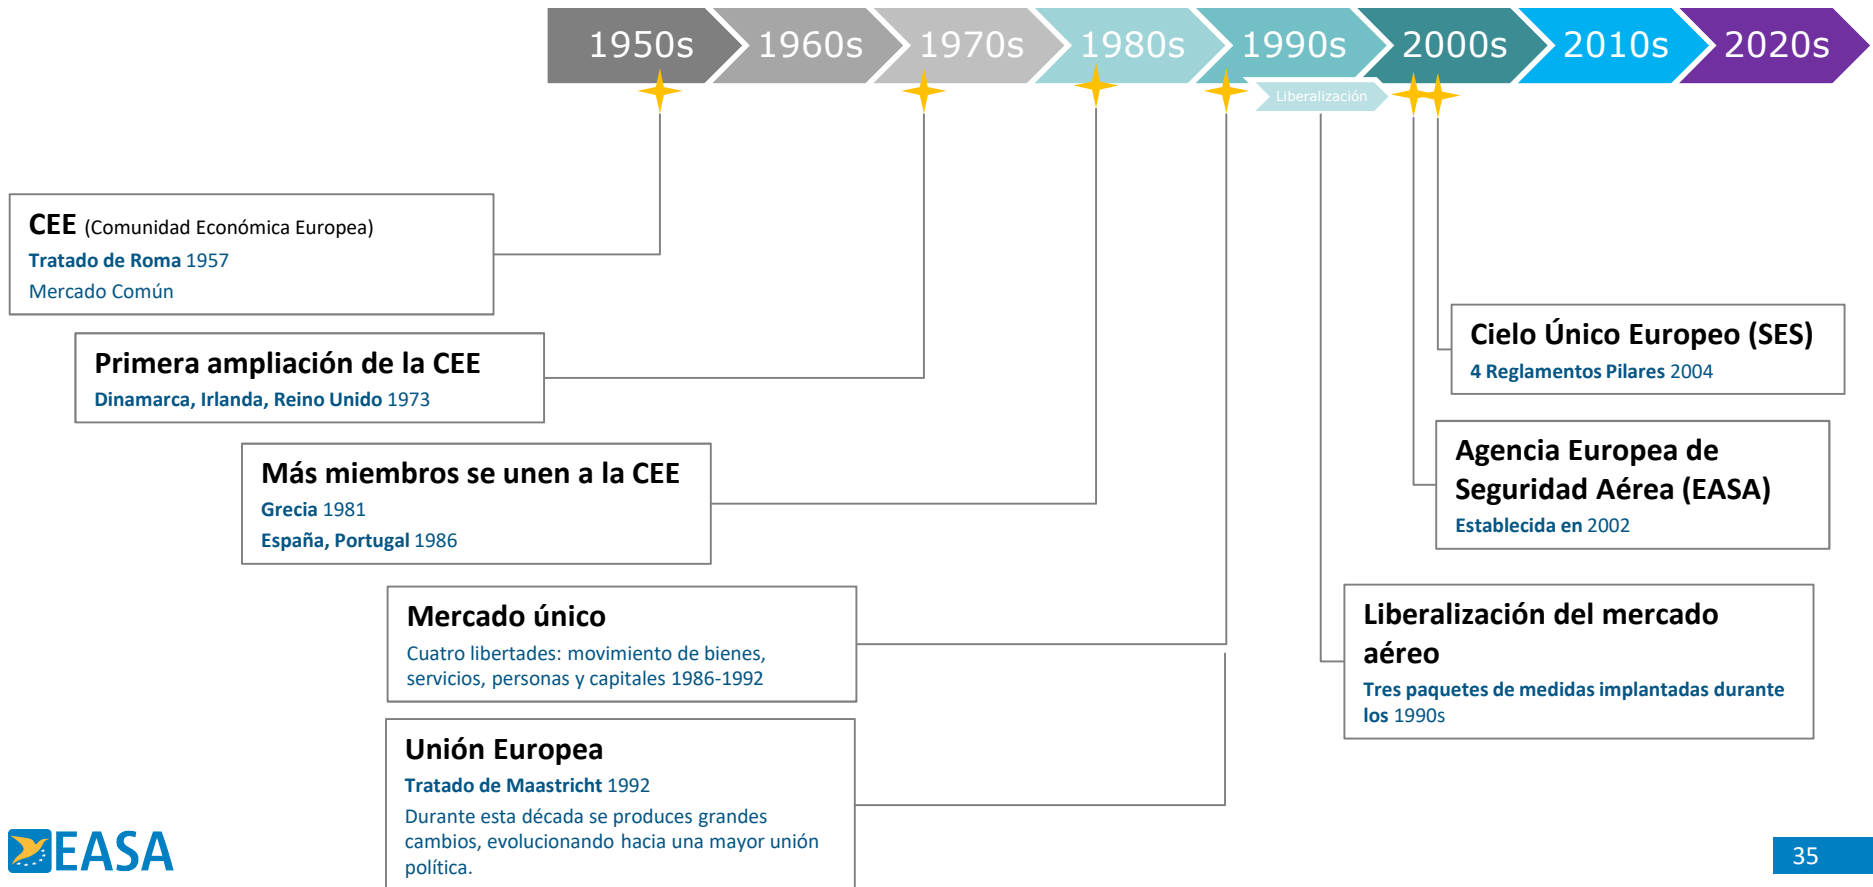 1950s 1960s 1970s 1980s 1990s 2000s 2010s 2020s
Liberalización
CEE (Comunidad Económica Europea)
Tratado de Roma 1957
Mercado Común
Primera ampliación de la CEE
Dinamarca, Irlanda, Reino Unido 1973
Más miembros se unen a la CEE
Grecia 1981
España, Portugal 1986
Mercado único
Cuatro libertades: movimiento de bienes,
servicios, personas y capitales 1986-1992
Unión Europea
Tratado de Maastricht 1992
Durante esta década se produces grandes
cambios, evolucionando hacia una mayor unión
política.
Cielo Único Europeo (SES)
4 Reglamentos Pilares 2004
Agencia Europea de
Seguridad Aérea (EASA)
Establecida en 2002
Liberalización del mercado
aéreo
Tres paquetes de medidas implantadas durante
los 1990s
EASA
35